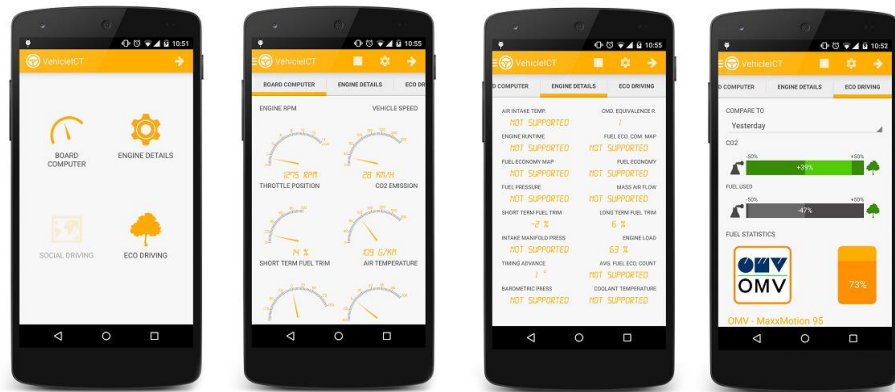 10:51
VehicleICT
BOARD COMPUTER
ENGINE DETAILS
SOCIAL DRIVING
ECO DRIVING
10:55
VehicleICT
BOARD COMPUTER
ENGINE DETAILS
ECO DR
ENGINE RPM
VEHICLE SPEED
1275 RPM
28 KM/H
THROTTLE POSITION
CO2 EMISSION
14 %
109 G/KM
SHORT TERM FUEL TRIM
AIR TEMPERATURE
10:55
VehicleICT
D COMPUTER
ENGINE DETAILS
ECO DRIVING
AIR INTAKE TEMP.
CMD. EQUIVALENCE R.
NOT SUPPORTED
1
ENGINE RUNTIME
FUEL ECO. COM. MAP
NOT SUPPORTED
NOT SUPPORTED
FUEL ECONOMY MAP
FUEL ECONOMY
NOT SUPPORTED
NOT SUPPORTED
FUEL PRESSURE
MASS AIR FLOW
NOT SUPPORTED
NOT SUPPORTED
SHORT TERM FUEL TRIM
LONG TERM FUEL TRIM
-2 %
6 %
INTAKE MANIFOLD PRESS
ENGINE LOAD
NOT SUPPORTED
63 %
TIMING ADVANCE
AVG. FUEL ECO. COUNT
1 °
NOT SUPPORTED
BAROMETRIC PRESS
COOLANT TEMPERATURE
NOT SUPPORTED
NOT SUPPORTED
10:52
VehicleICT
COMPUTER
ENGINE DETAILS
ECO DRIVING
COMPARE TO
Yesterday
CO2
-50%
+50%
+39%
FUEL USED
-50%
+50%
-47%
FUEL STATISTICS
OMV
OMV
73%
OMV - MaxxMotion 95